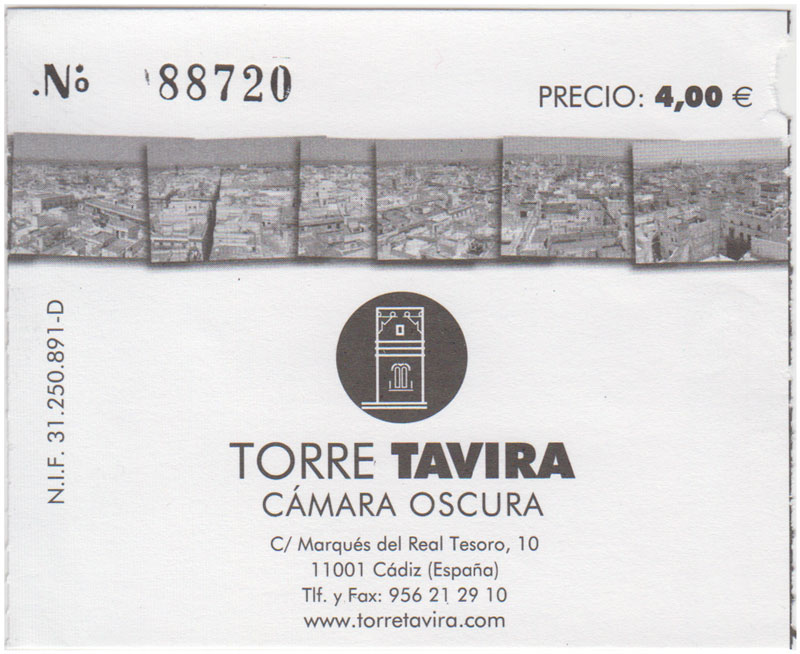 .Nº 88720
PRECIO: 4,00 €
N.I.F. 31.250.891-D
TORRE TAVIRA
CÁMARA OSCURA
C/ Marqués del Real Tesoro, 10
11001 Cádiz (España)
Tlf. y Fax: 956 21 29 10
www.torretavira.com